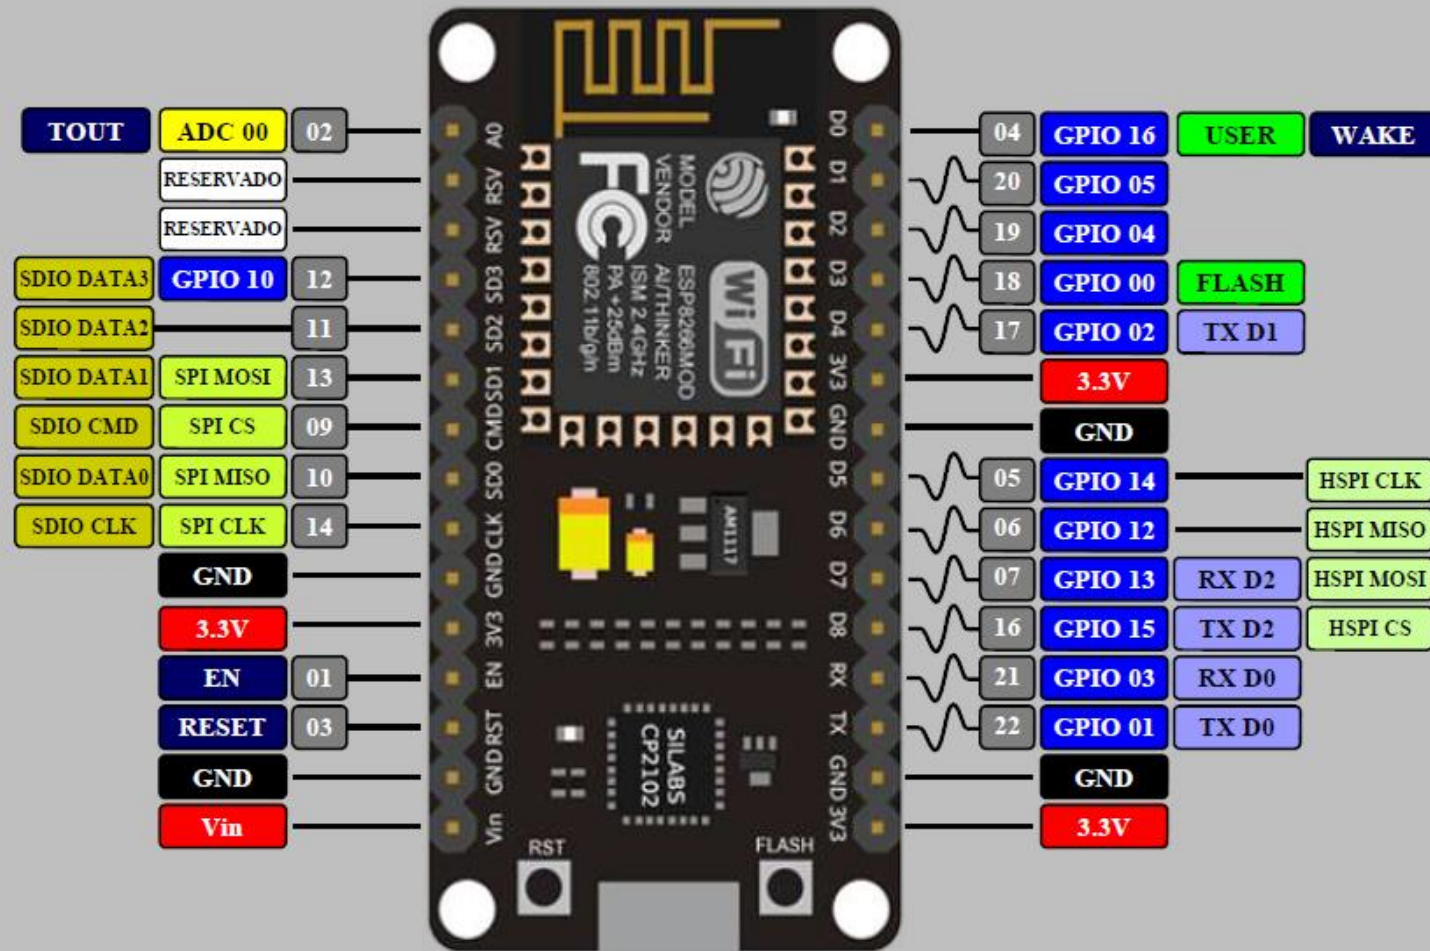 TOUT ADC 00 02 A0 D0 04 GPIO 16 USER WAKE
RESERVADO RSV D1 20 GPIO 05
RESERVADO RSV D2 19 GPIO 04
SDIO DATA3 GPIO 10 12 SD3 D3 18 GPIO 00 FLASH
SDIO DATA2 11 SD2 D4 17 GPIO 02 TX D1
SDIO DATA1 SPI MOSI 13 SD1 3V3 3.3V
SDIO CMD SPI CS 09 CMD GND GND
SDIO DATA0 SPI MISO 10 SD0 D5 05 GPIO 14 HSPI CLK
SDIO CLK SPI CLK 14 CLK D6 06 GPIO 12 HSPI MISO
GND GND D7 07 GPIO 13 RX D2 HSPI MOSI
3.3V 3V3 D8 16 GPIO 15 TX D2 HSPI CS
EN 01 EN RX 21 GPIO 03 RX D0
RESET 03 RST TX 22 GPIO 01 TX D0
GND GND GND GND
Vin Vin 3V3 3.3V
MODEL
VENDOR
ESP8266MOD
AI/THINKER
ISM 2.4GHz
PA +25dBm
802.11b/g/n
FC
WiFi
AM1117
SILABS
CP2102
RST
FLASH